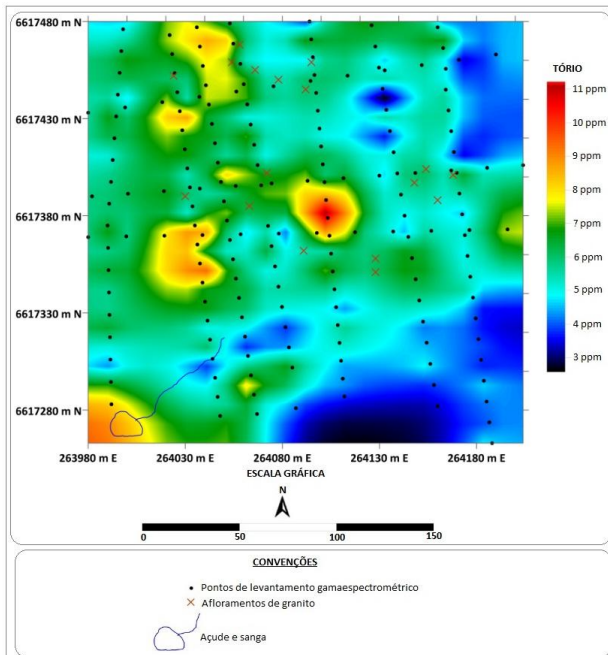 6617480 m N
6617430 m N
6617380 m N
6617330 m N
6617280 m N
263980 m E
264030 m E
264080 m E
264130 m E
264180 m E
TÓRIO
11 ppm
10 ppm
9 ppm
8 ppm
7 ppm
6 ppm
5 ppm
4 ppm
3 ppm
ESCALA GRÁFICA
N
0
50
100
150
CONVENÇÕES
Pontos de levantamento gamaespectrométrico
Afloramentos de granito
Açude e sanga